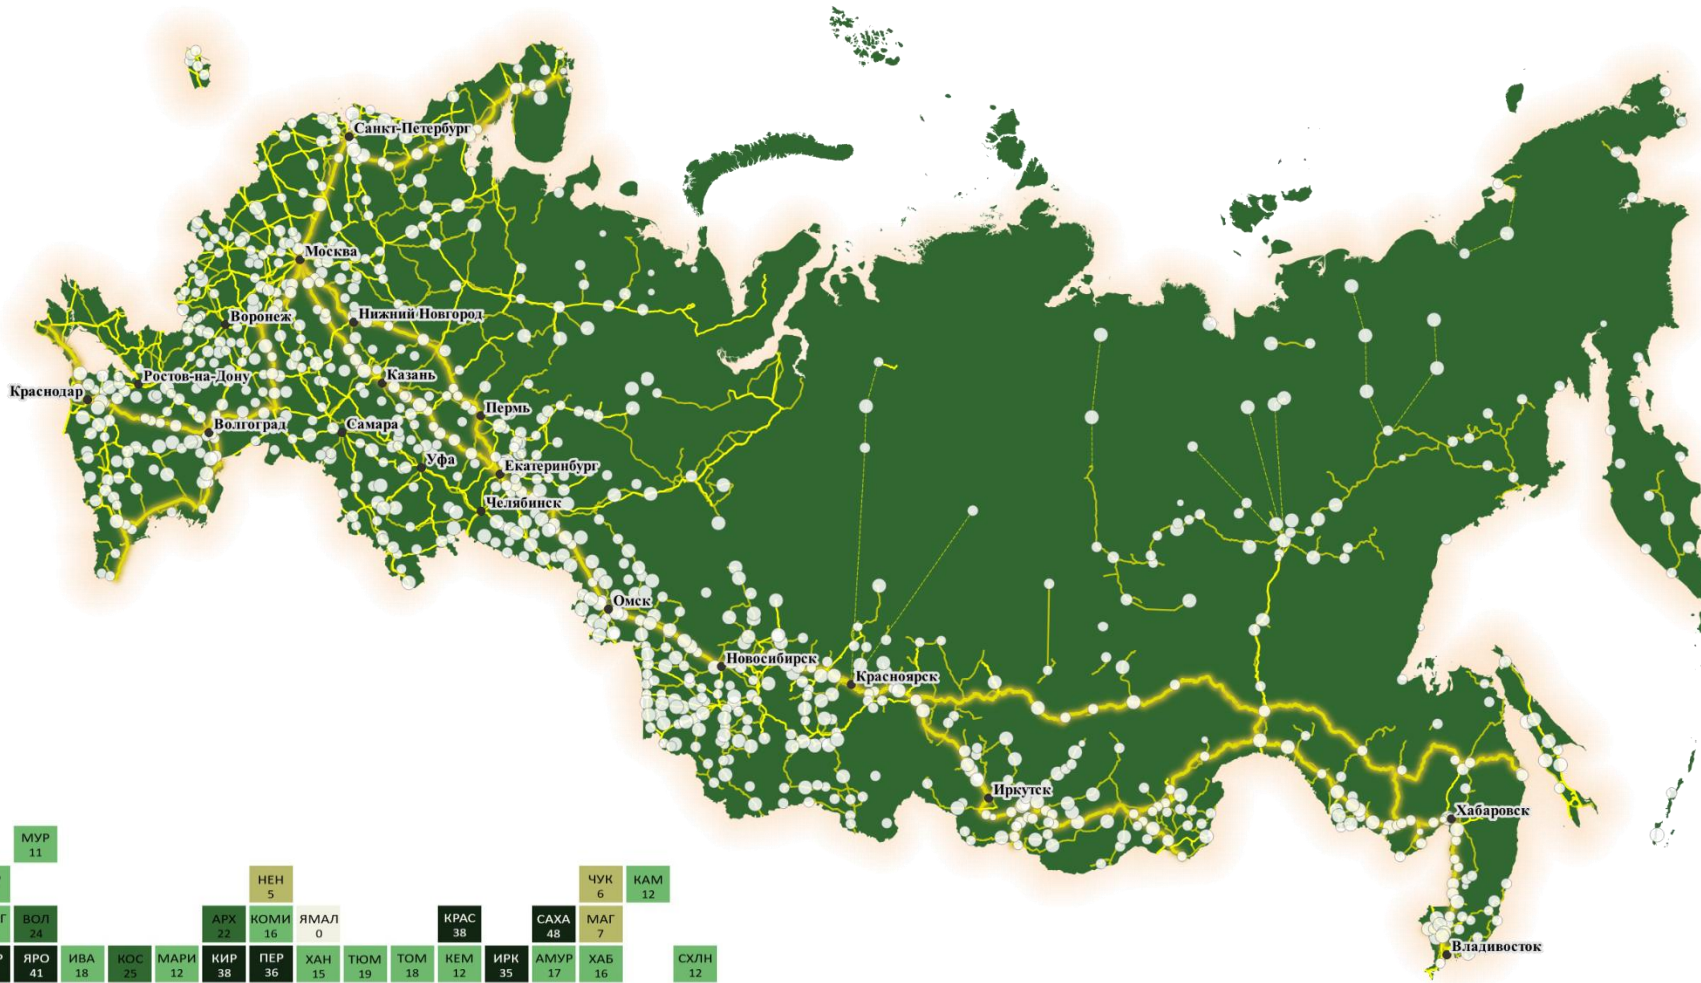 Санкт-Петербург
Москва
Воронеж
Нижний Новгород
Ростов-на-Дону
Казань
Краснодар
Пермь
Волгоград
Самара
Уфа
Екатеринбург
Челябинск
Омск
Новосибирск
Красноярск
Иркутск
Хабаровск
Владивосток
МУР
11
НЕН
5
ЧУК
6
КАМ
12
Г
ВОЛ
24
АРХ
22
КОМИ
16
ЯМАЛ
0
КРАС
38
САХА
48
МАГ
7
Р
ЯРО
41
ИВА
18
КОС
25
МАРИ
12
КИР
38
ПЕР
36
ХАН
15
ТЮМ
19
ТОМ
18
КЕМ
12
ИРК
35
АМУР
17
ХАБ
16
СХЛН
12